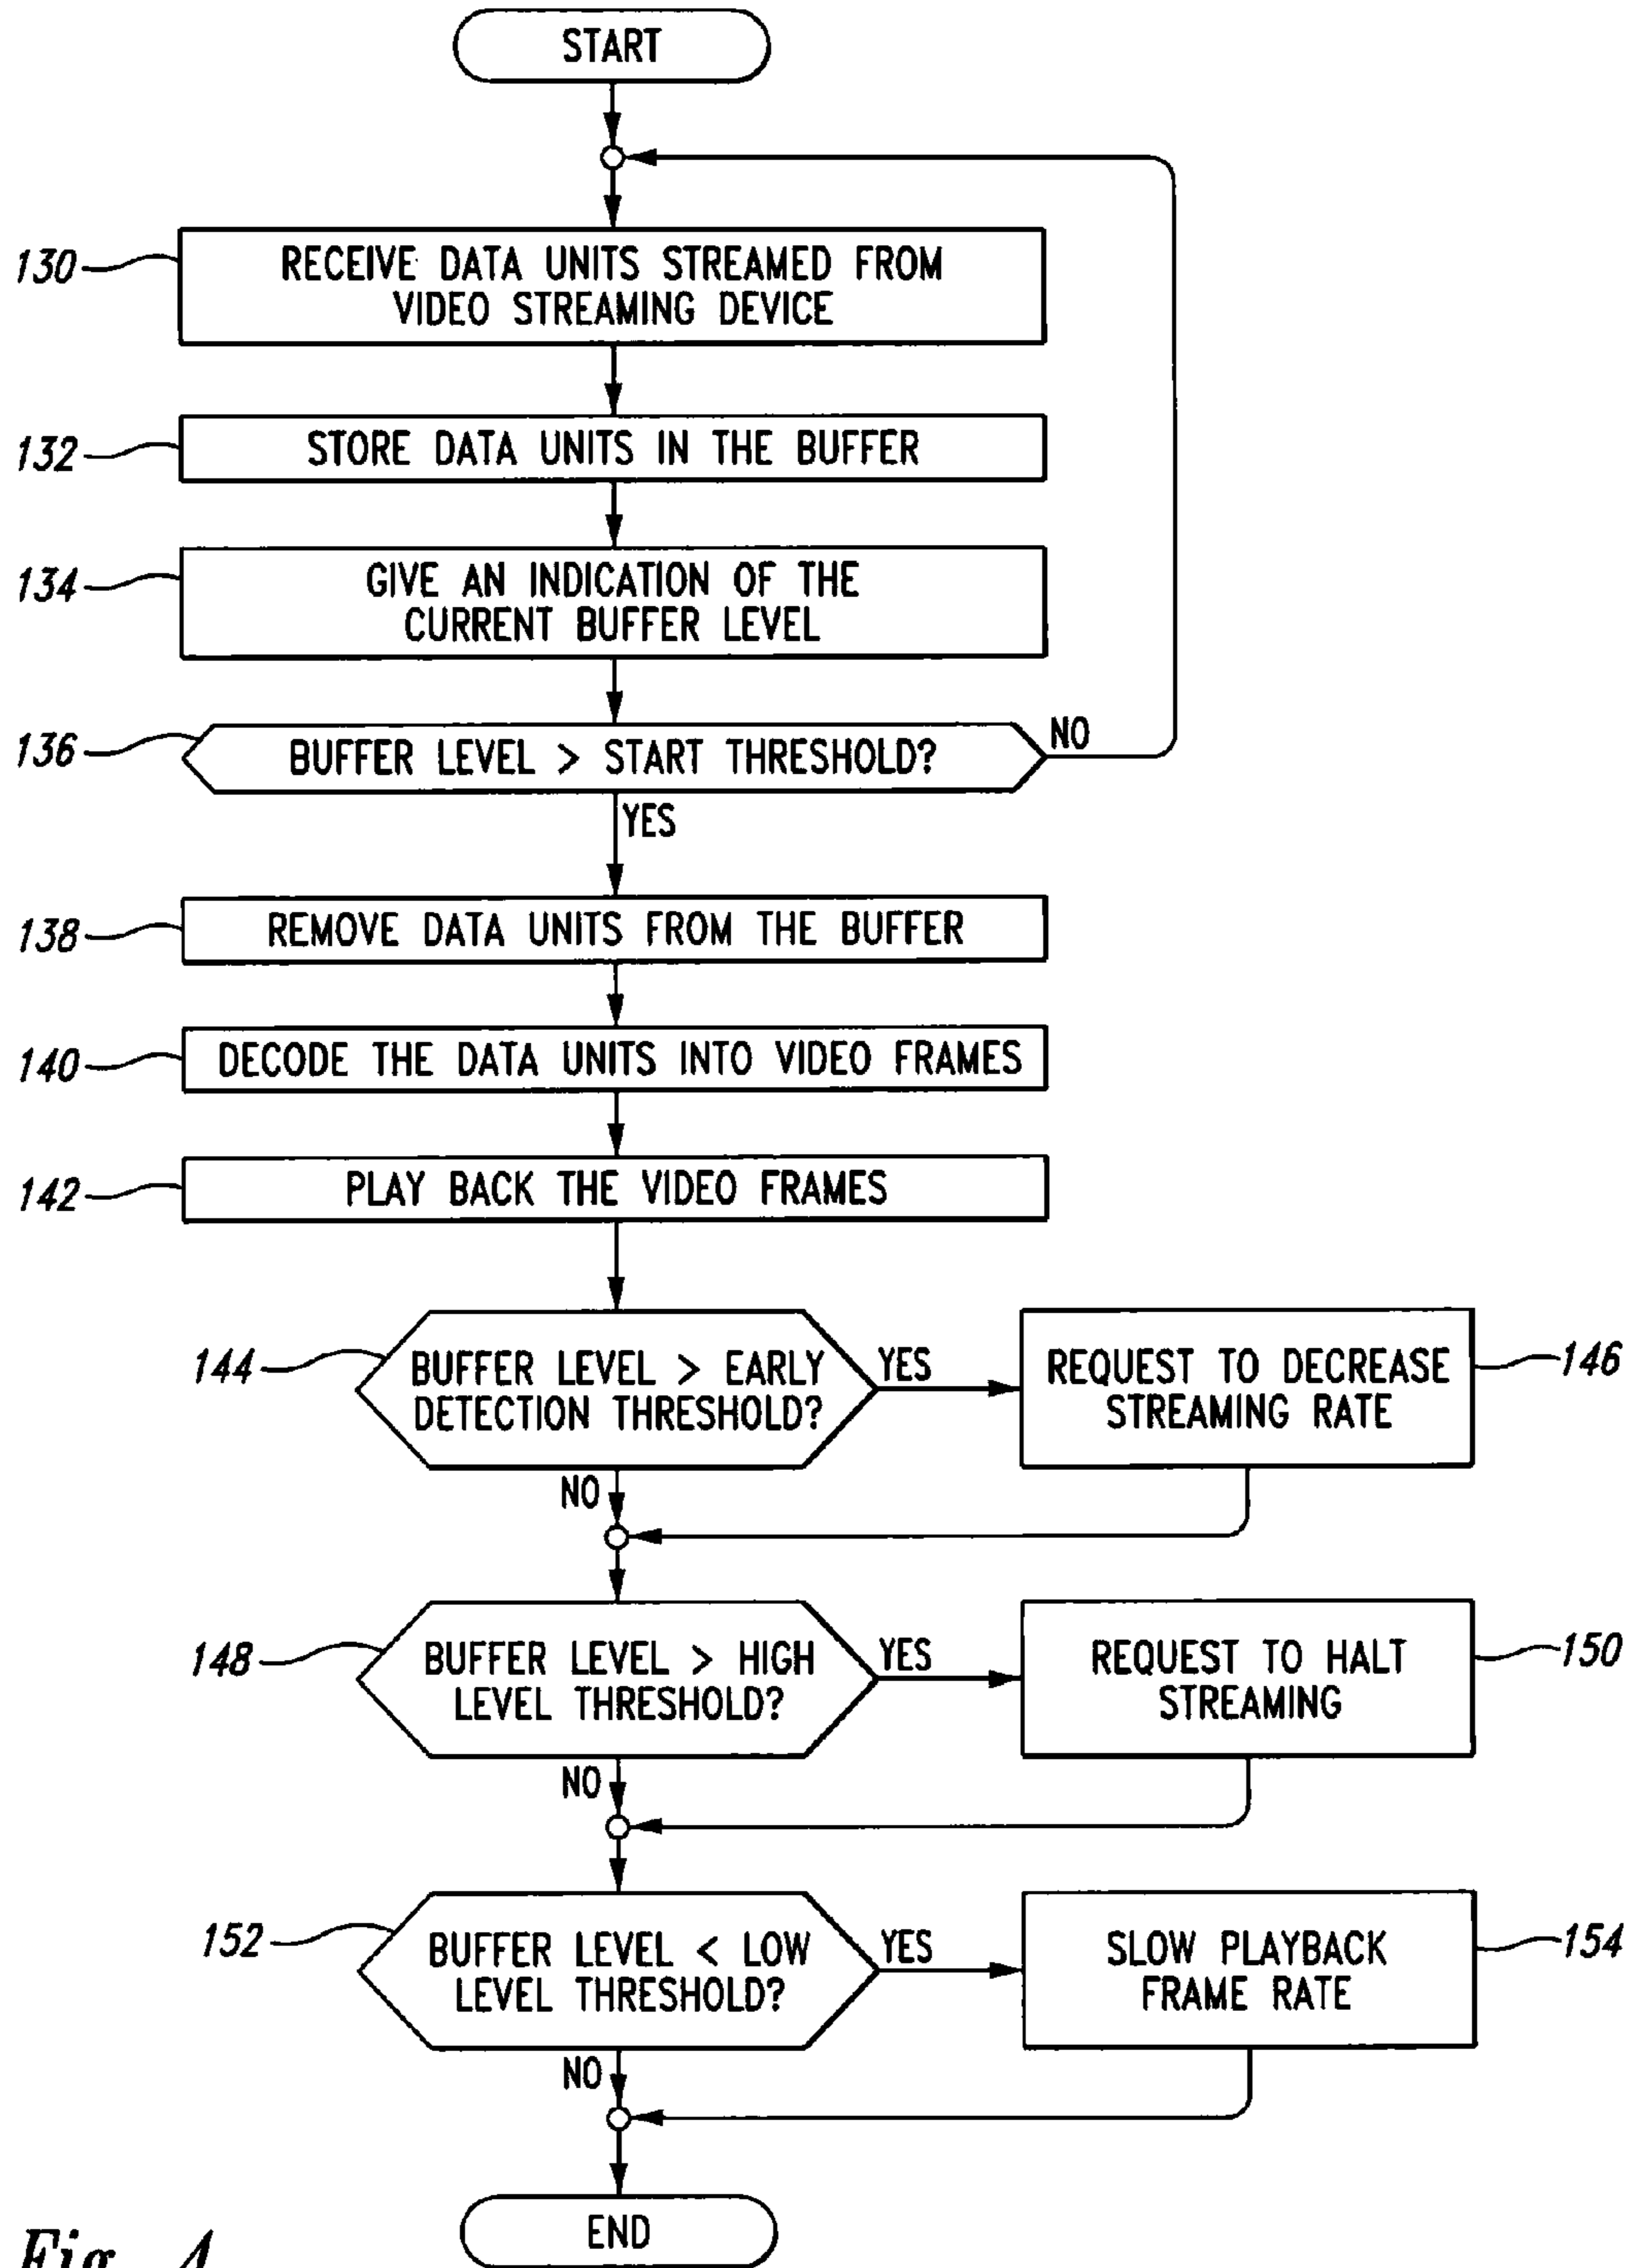 START
130
RECEIVE DATA UNITS STREAMED FROM
VIDEO STREAMING DEVICE
132
STORE DATA UNITS IN THE BUFFER
134
GIVE AN INDICATION OF THE
CURRENT BUFFER LEVEL
136
BUFFER LEVEL > START THRESHOLD?
NO
YES
138
REMOVE DATA UNITS FROM THE BUFFER
140
DECODE THE DATA UNITS INTO VIDEO FRAMES
142
PLAY BACK THE VIDEO FRAMES
144
BUFFER LEVEL > EARLY
DETECTION THRESHOLD?
YES
REQUEST TO DECREASE
STREAMING RATE
146
NO
148
BUFFER LEVEL > HIGH
LEVEL THRESHOLD?
YES
REQUEST TO HALT
STREAMING
150
NO
152
BUFFER LEVEL < LOW
LEVEL THRESHOLD?
YES
SLOW PLAYBACK
FRAME RATE
154
NO
END
Fig. 4